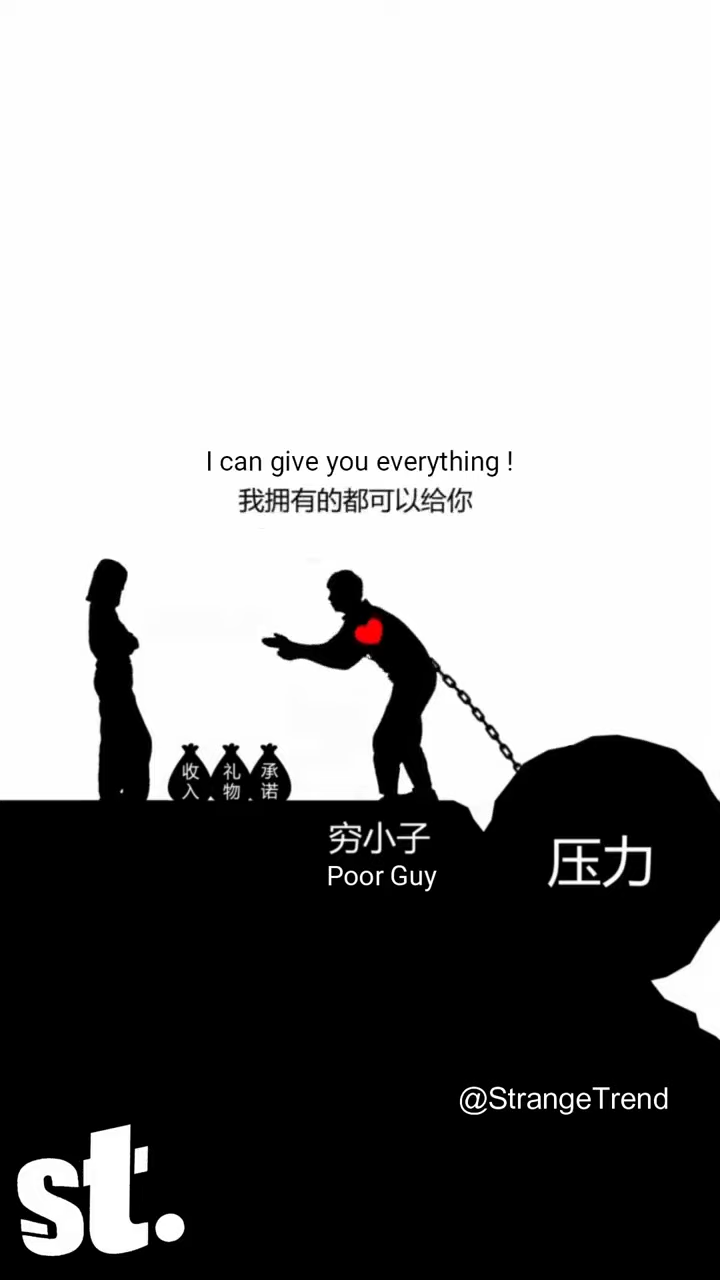 I can give you everything !
我拥有的都可以给你
收入
礼物
承诺
穷小子
Poor Guy
压力
@StrangeTrend
st.